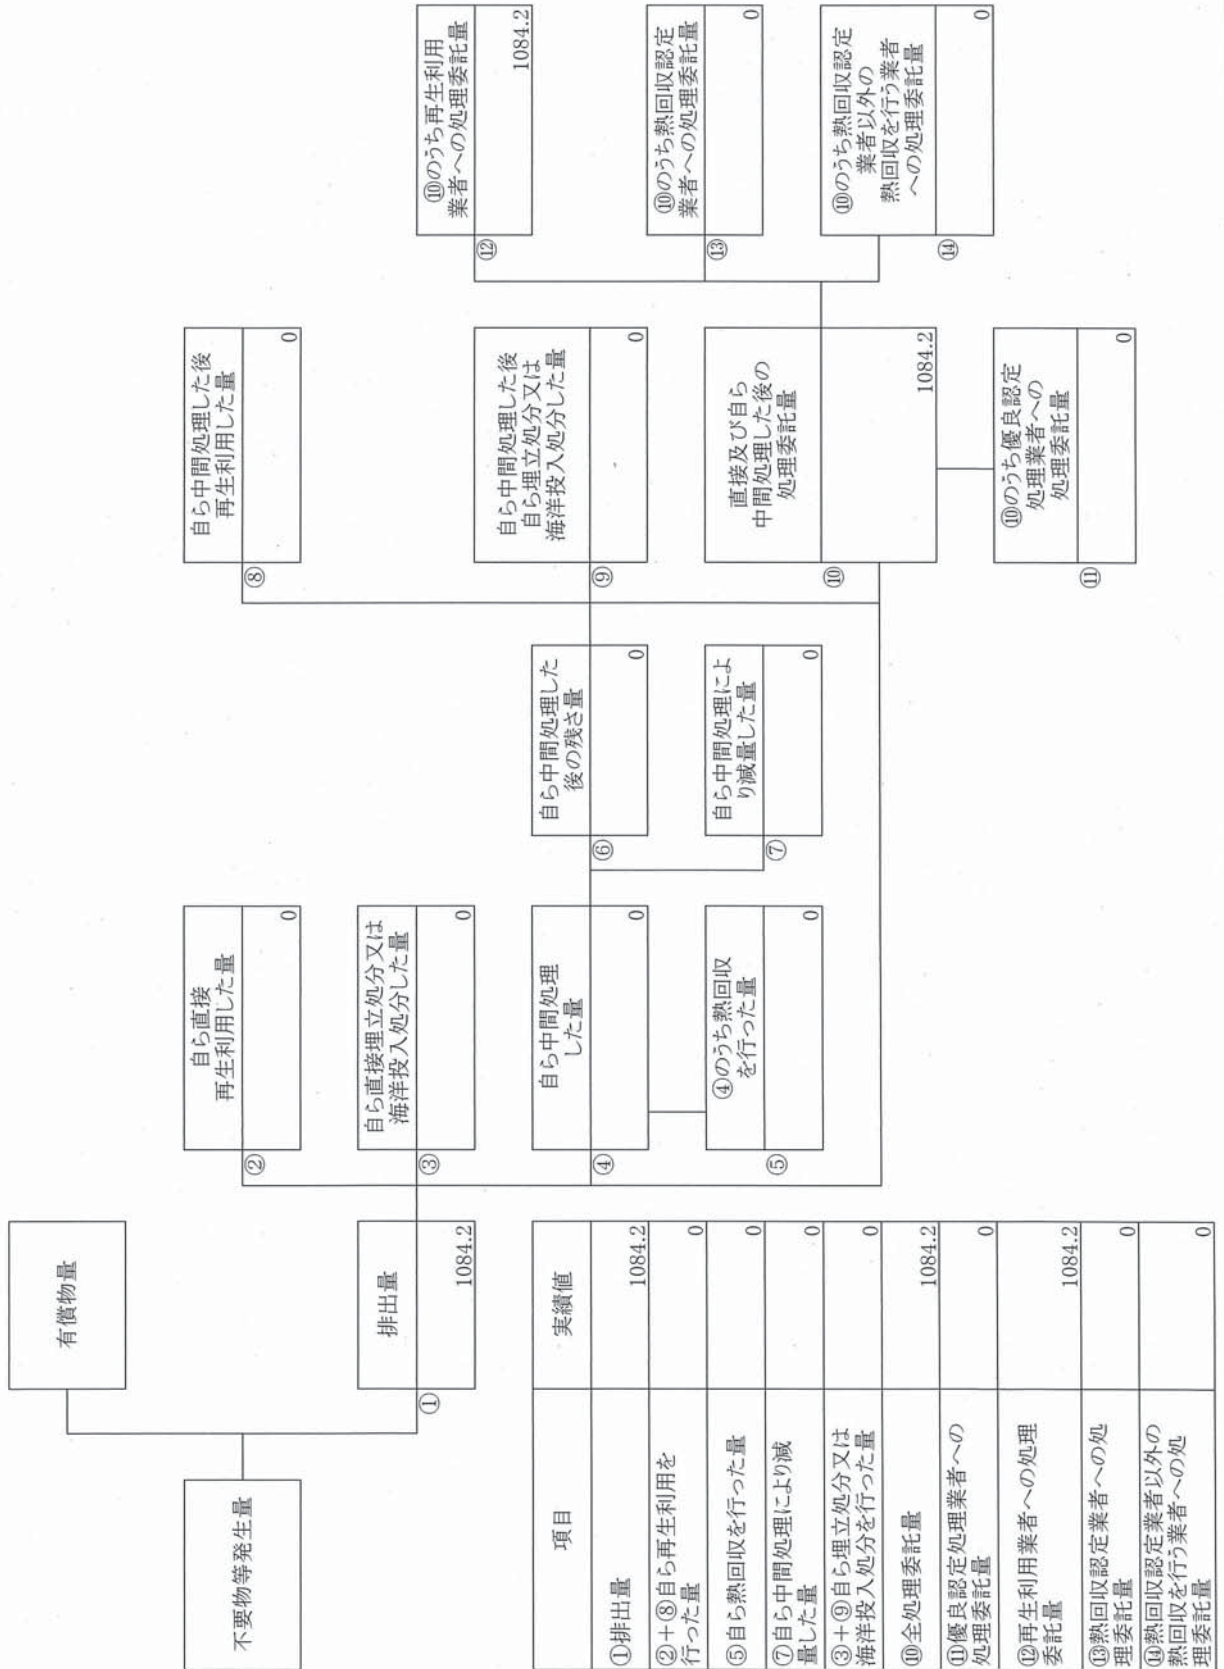 不要物等発生量
有償物量
排出量
①
1084.2
自ら直接
再生利用した量
②
0
自ら直接埋立処分又は
海洋投入処分した量
③
0
自ら中間処理
した量
④
0
④のうち熱回収
を行った量
⑤
0
自ら中間処理した
後の残さ量
⑥
0
自ら中間処理によ
り減量した量
⑦
0
自ら中間処理した後
再生利用した量
⑧
0
自ら中間処理した後
自ら埋立処分又は
海洋投入処分した量
⑨
0
直接及び自ら
中間処理した後の
処理委託量
⑩
1084.2
⑩のうち優良認定
処理業者への
処理委託量
⑪
0
⑩のうち再生利用
業者への処理委託量
⑫
1084.2
⑩のうち熱回収認定
業者への処理委託量
⑬
0
⑩のうち熱回収認定
業者以外の
熱回収を行う業者
への処理委託量
⑭
0
項目 実績値
①排出量 1084.2
②+⑧自ら再生利用を
行った量 0
⑤自ら熱回収を行った量 0
⑦自ら中間処理により減
量した量 0
③+⑨自ら埋立処分又は
海洋投入処分を行った量 0
⑩全処理委託量 1084.2
⑪優良認定処理業者への
処理委託量 0
⑫再生利用業者への処理
委託量 1084.2
⑬熱回収認定業者への処
理委託量 0
⑭熱回収認定業者以外の
熱回収を行う業者への処
理委託量 0